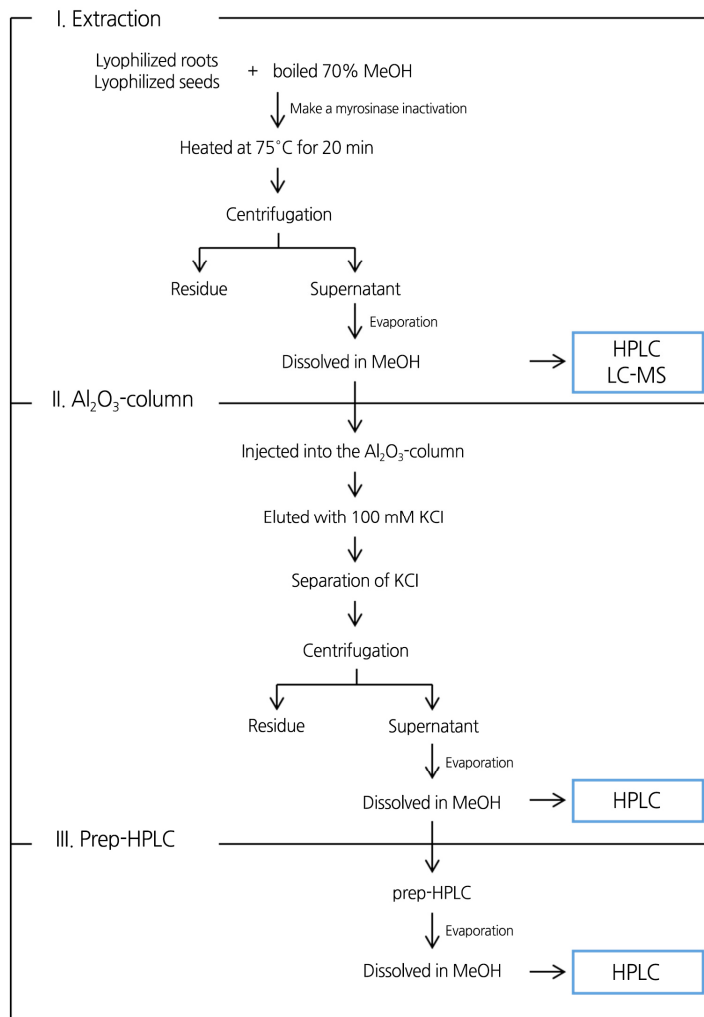 I. Extraction
Lyophilized roots
Lyophilized seeds
+ boiled 70% MeOH
Make a myrosinase inactivation
Heated at 75˚C for 20 min
Centrifugation
Residue
Supernatant
Evaporation
Dissolved in MeOH
HPLC
LC-MS
II. Al₂O₃-column
Injected into the Al₂O₃-column
Eluted with 100 mM KCl
Separation of KCl
Centrifugation
Residue
Supernatant
Evaporation
Dissolved in MeOH
HPLC
III. Prep-HPLC
prep-HPLC
Evaporation
Dissolved in MeOH
HPLC